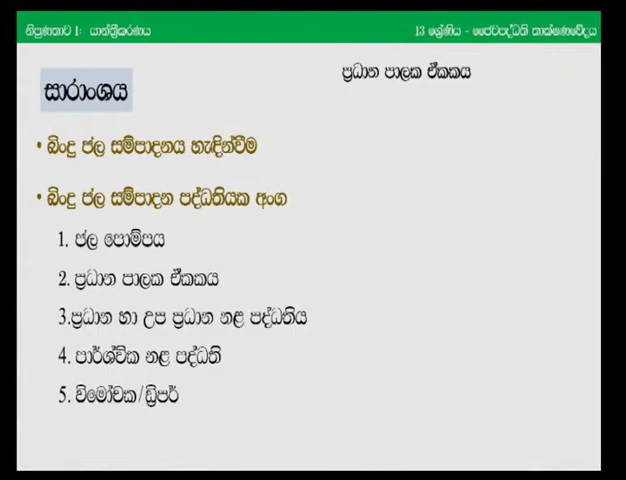 නිපුණතාව 1: යාන්ත්‍රීකරණය
13 ශ්‍රේණිය - ජෛවපද්ධති තාක්ෂණවේදය
ප්‍රධාන පාලක ඒකකය
සාරාංශය
• බිංදු ජල සම්පාදනය හැඳින්වීම
• බිංදු ජල සම්පාදන පද්ධතියක අංග
1. ජල පොම්පය
2. ප්‍රධාන පාලක ඒකකය
3.ප්‍රධාන හා උප ප්‍රධාන නළ පද්ධතිය
4. පාර්ශ්වික නළ පද්ධති
5. විමෝචක/ඩ්‍රිපර්